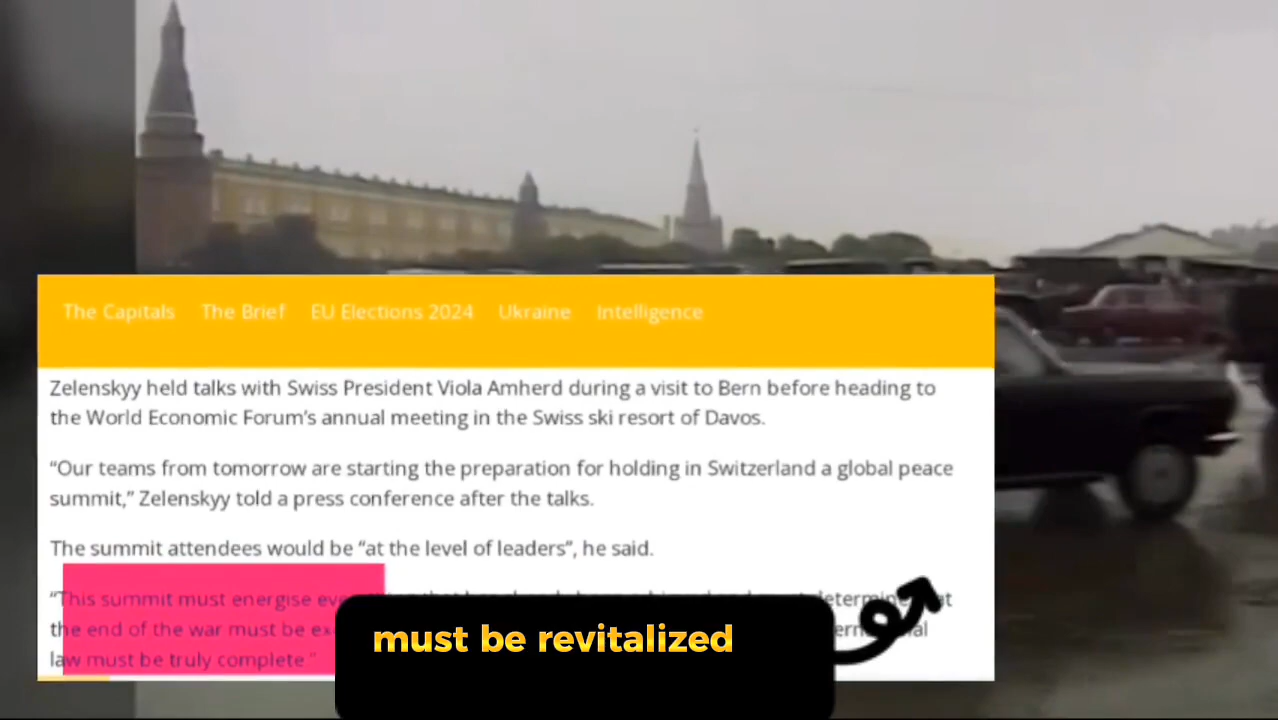 The Capitals The Brief EU Elections 2024 Ukraine Intelligence
Zelenskyy held talks with Swiss President Viola Amherd during a visit to Bern before heading to
the World Economic Forum’s annual meeting in the Swiss ski resort of Davos.
“Our teams from tomorrow are starting the preparation for holding in Switzerland a global peace
summit,” Zelenskyy told a press conference after the talks.
The summit attendees would be “at the level of leaders”, he said.
“This summit must energise
the end of the war must be
law must be truly complete.”
must be revitalized